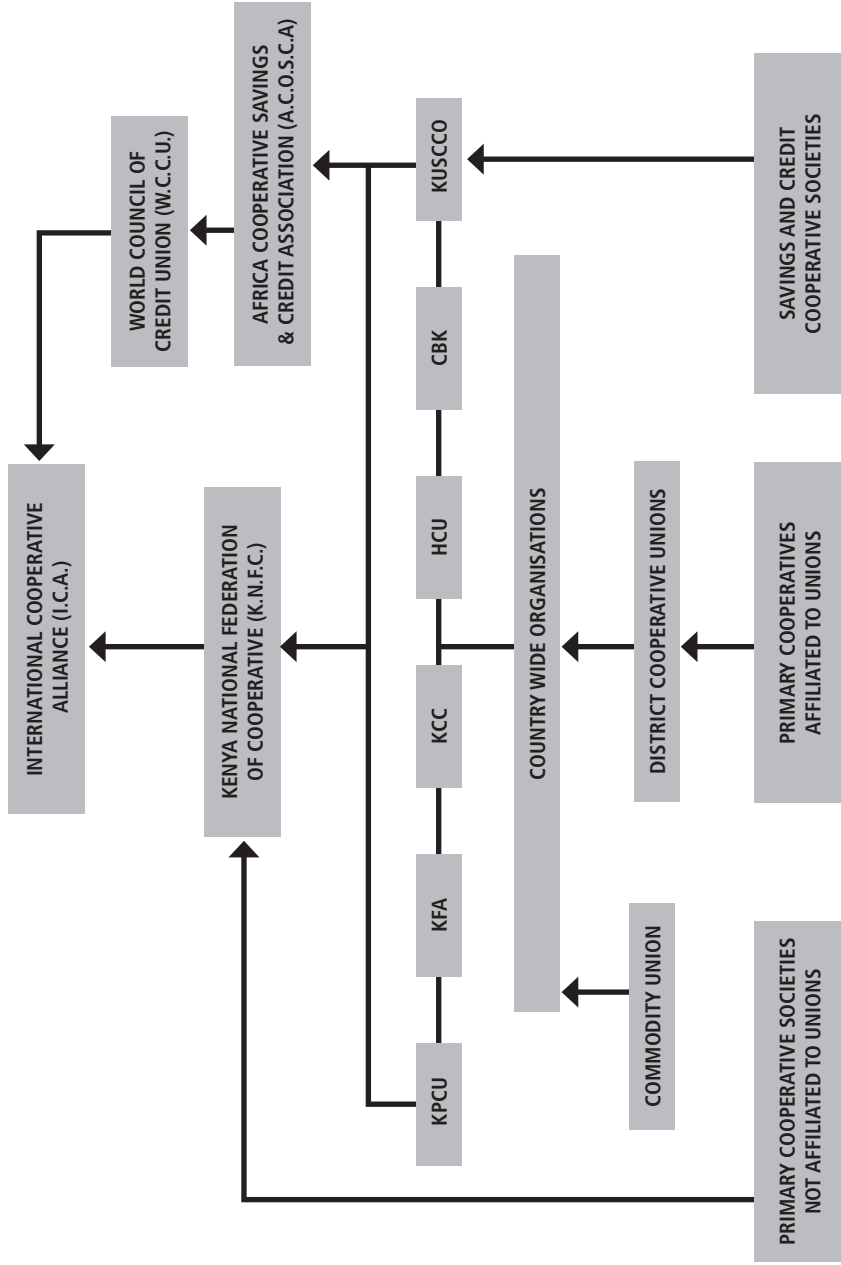 INTERNATIONAL COOPERATIVE
ALLIANCE (I.C.A.)
WORLD COUNCIL OF
CREDIT UNION (W.C.C.U.)
KENYA NATIONAL FEDERATION
OF COOPERATIVE (K.N.F.C.)
AFRICA COOPERATIVE SAVINGS
& CREDIT ASSOCIATION (A.C.O.S.C.A)
KPCU
KFA
KCC
HCU
CBK
KUSCCO
COUNTRY WIDE ORGANISATIONS
COMMODITY UNION
DISTRICT COOPERATIVE UNIONS
PRIMARY COOPERATIVE SOCIETIES
NOT AFFILIATED TO UNIONS
PRIMARY COOPERATIVES
AFFILIATED TO UNIONS
SAVINGS AND CREDIT
COOPERATIVE SOCIETIES